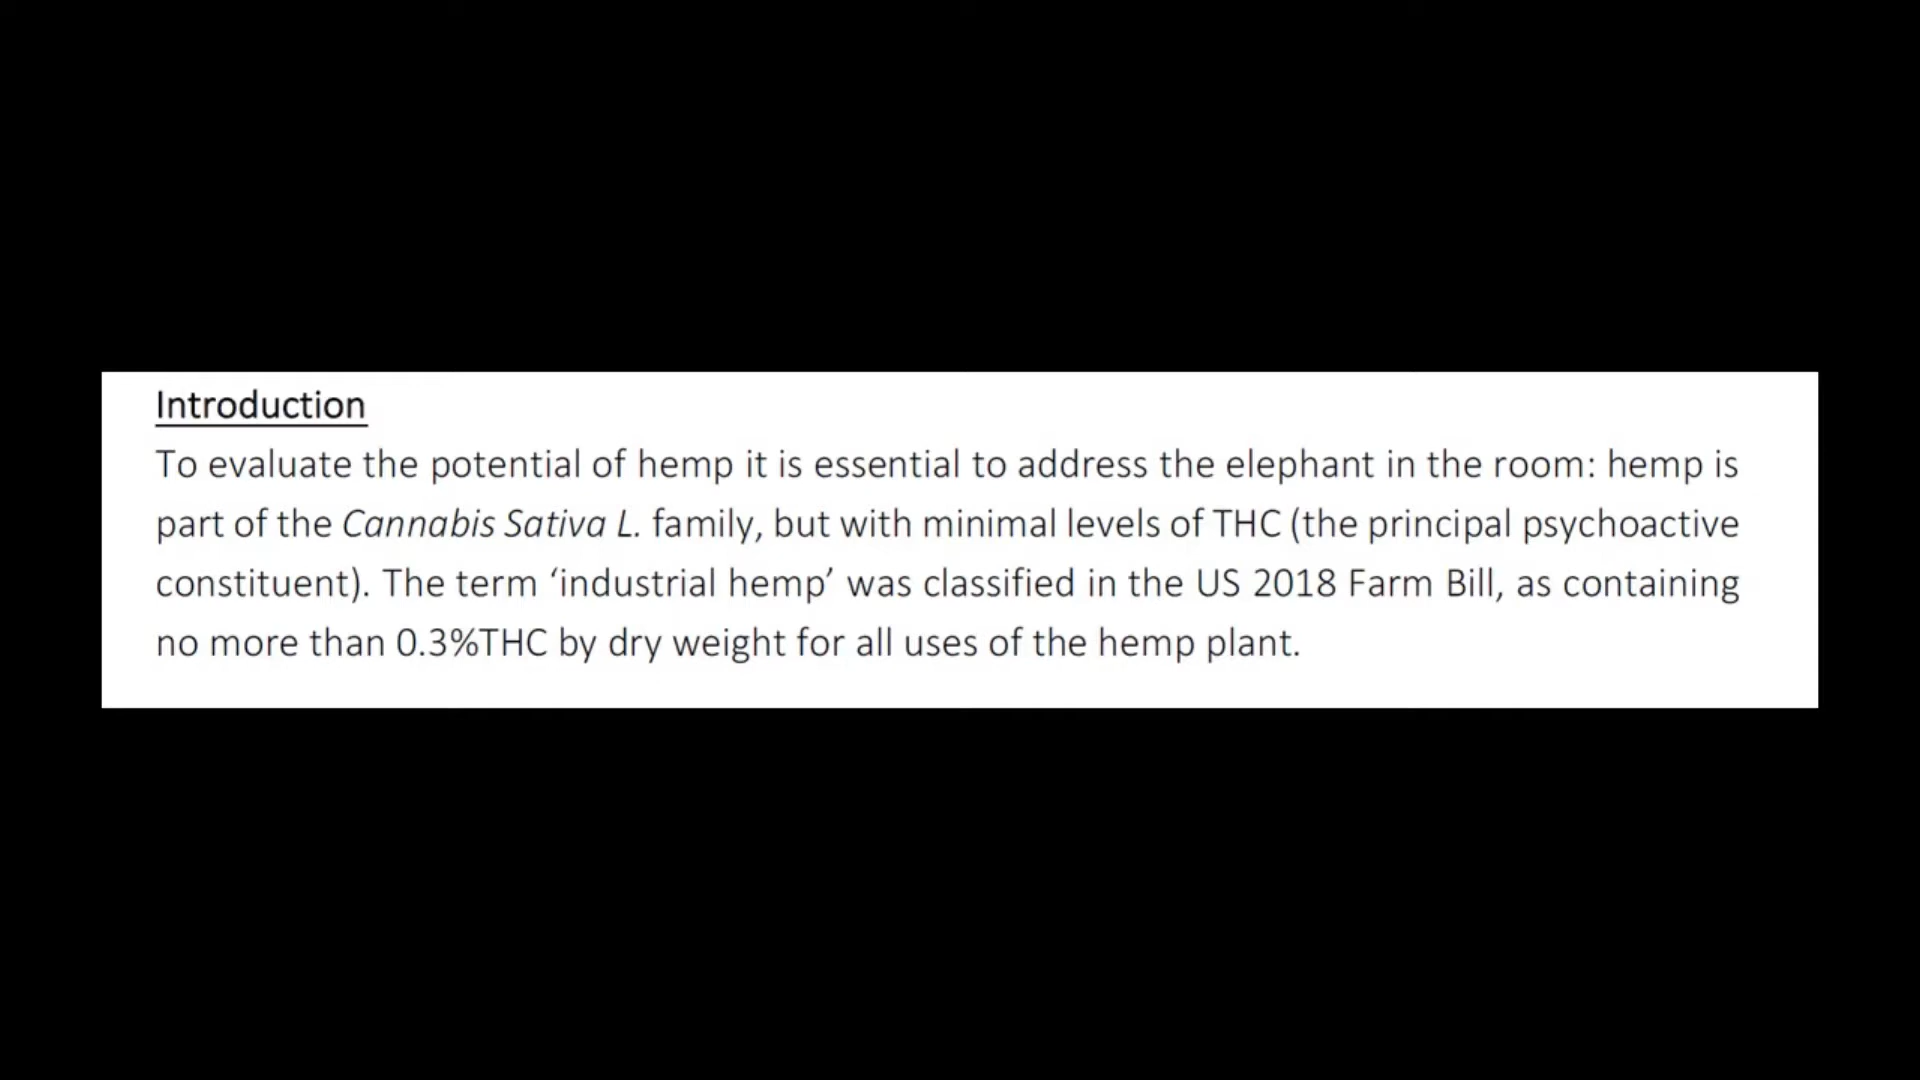 Introduction
To evaluate the potential of hemp it is essential to address the elephant in the room: hemp is
part of the Cannabis Sativa L. family, but with minimal levels of THC (the principal psychoactive
constituent). The term ‘industrial hemp’ was classified in the US 2018 Farm Bill, as containing
no more than 0.3%THC by dry weight for all uses of the hemp plant.